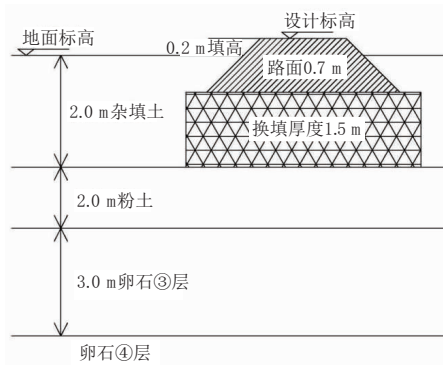 设计标高
地面标高
0.2 m填高
路面0.7 m
2.0 m杂填土
换填厚度1.5 m
2.0 m粉土
3.0 m卵石③层
卵石④层